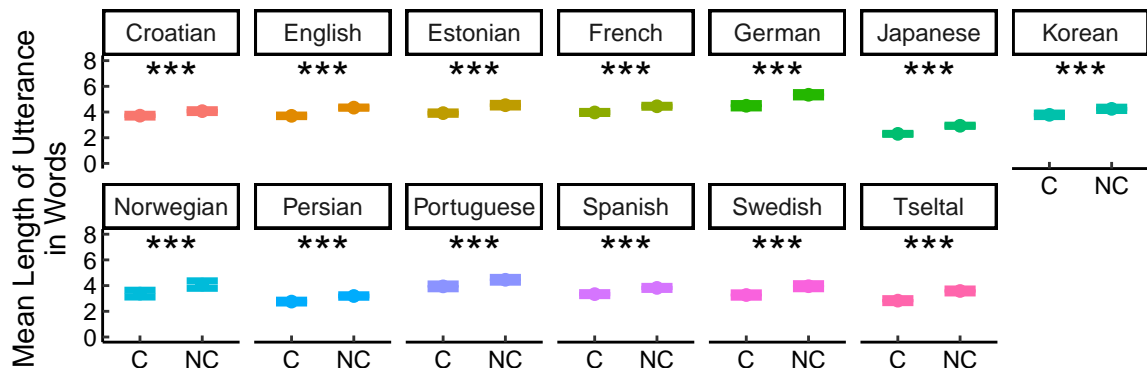 Croatian English Estonian French German Japanese Korean
8 *** *** *** *** *** *** ***
6
4
2
0
C NC
Mean Length of Utterance
in Words
Norwegian Persian Portuguese Spanish Swedish Tseltal
8 *** *** *** *** *** ***
6
4
2
0
C NC C NC C NC C NC C NC C NC